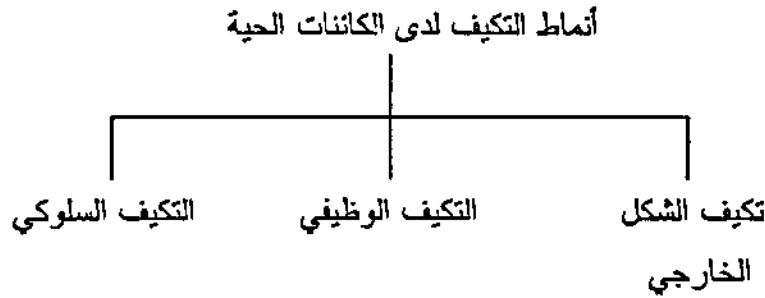 أنماط التكيف لدى الكائنات الحية
تكيف الشكل
الخارجي
التكيف الوظيفي
التكيف السلوكي